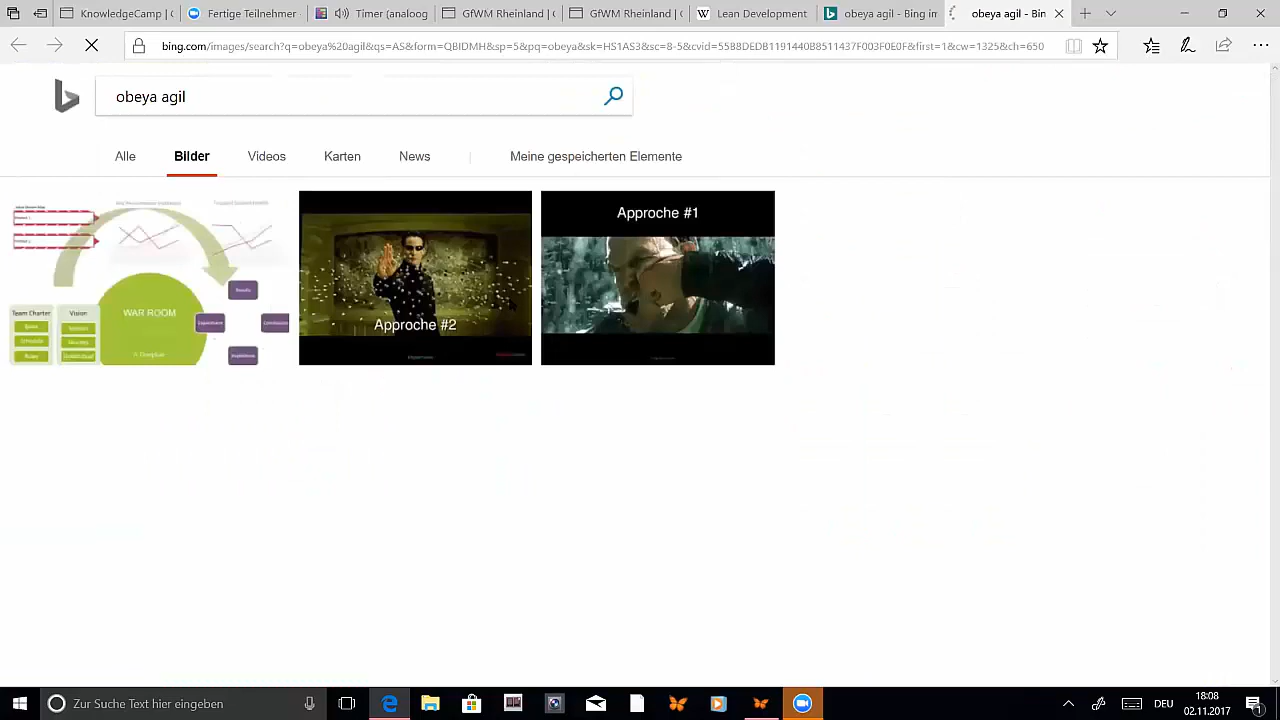 KnowledgeCamp (
Fertige Teilnehmer
Timer (analoog
GfWM Rheinland | (
GfWM Rheinland | (
Lean Development
obeya agil - Bing in
obeya agil - Bin
bing.com/images/search?q=obeya%20agil&qs=AS&form=QBIDMH&sp=5&pq=obeya&sk=HS1AS3&sc=8-5&cvid=55B8DEDB1191440B8511437F003F0E0F&first=1&cw=1325&ch=650
obeya agil
Alle
Bilder
Videos
Karten
News
Meine gespeicherten Elemente
Team Charter
Vision
WAR ROOM
Rules
Results
Approche #2
Approche #1
Zur Suche Text hier eingeben
DEU
18:08
02.11.2017